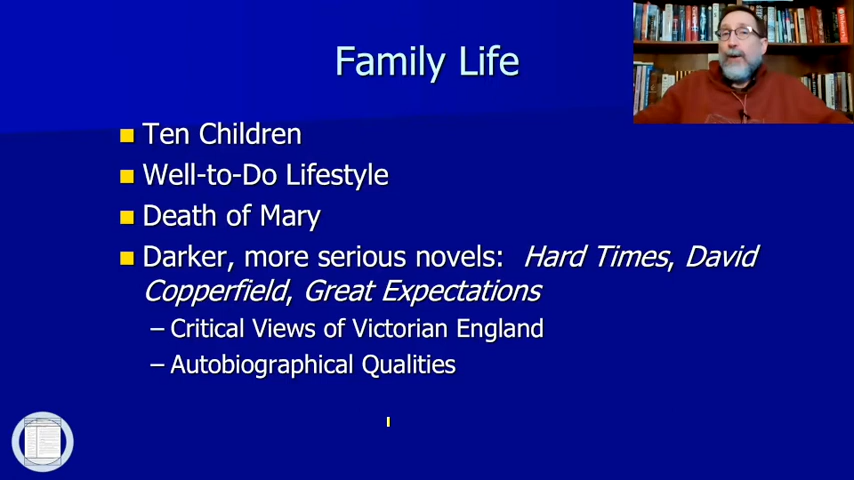 Family Life
Ten Children
Well-to-Do Lifestyle
Death of Mary
Darker, more serious novels: Hard Times, David
Copperfield, Great Expectations
– Critical Views of Victorian England
– Autobiographical Qualities